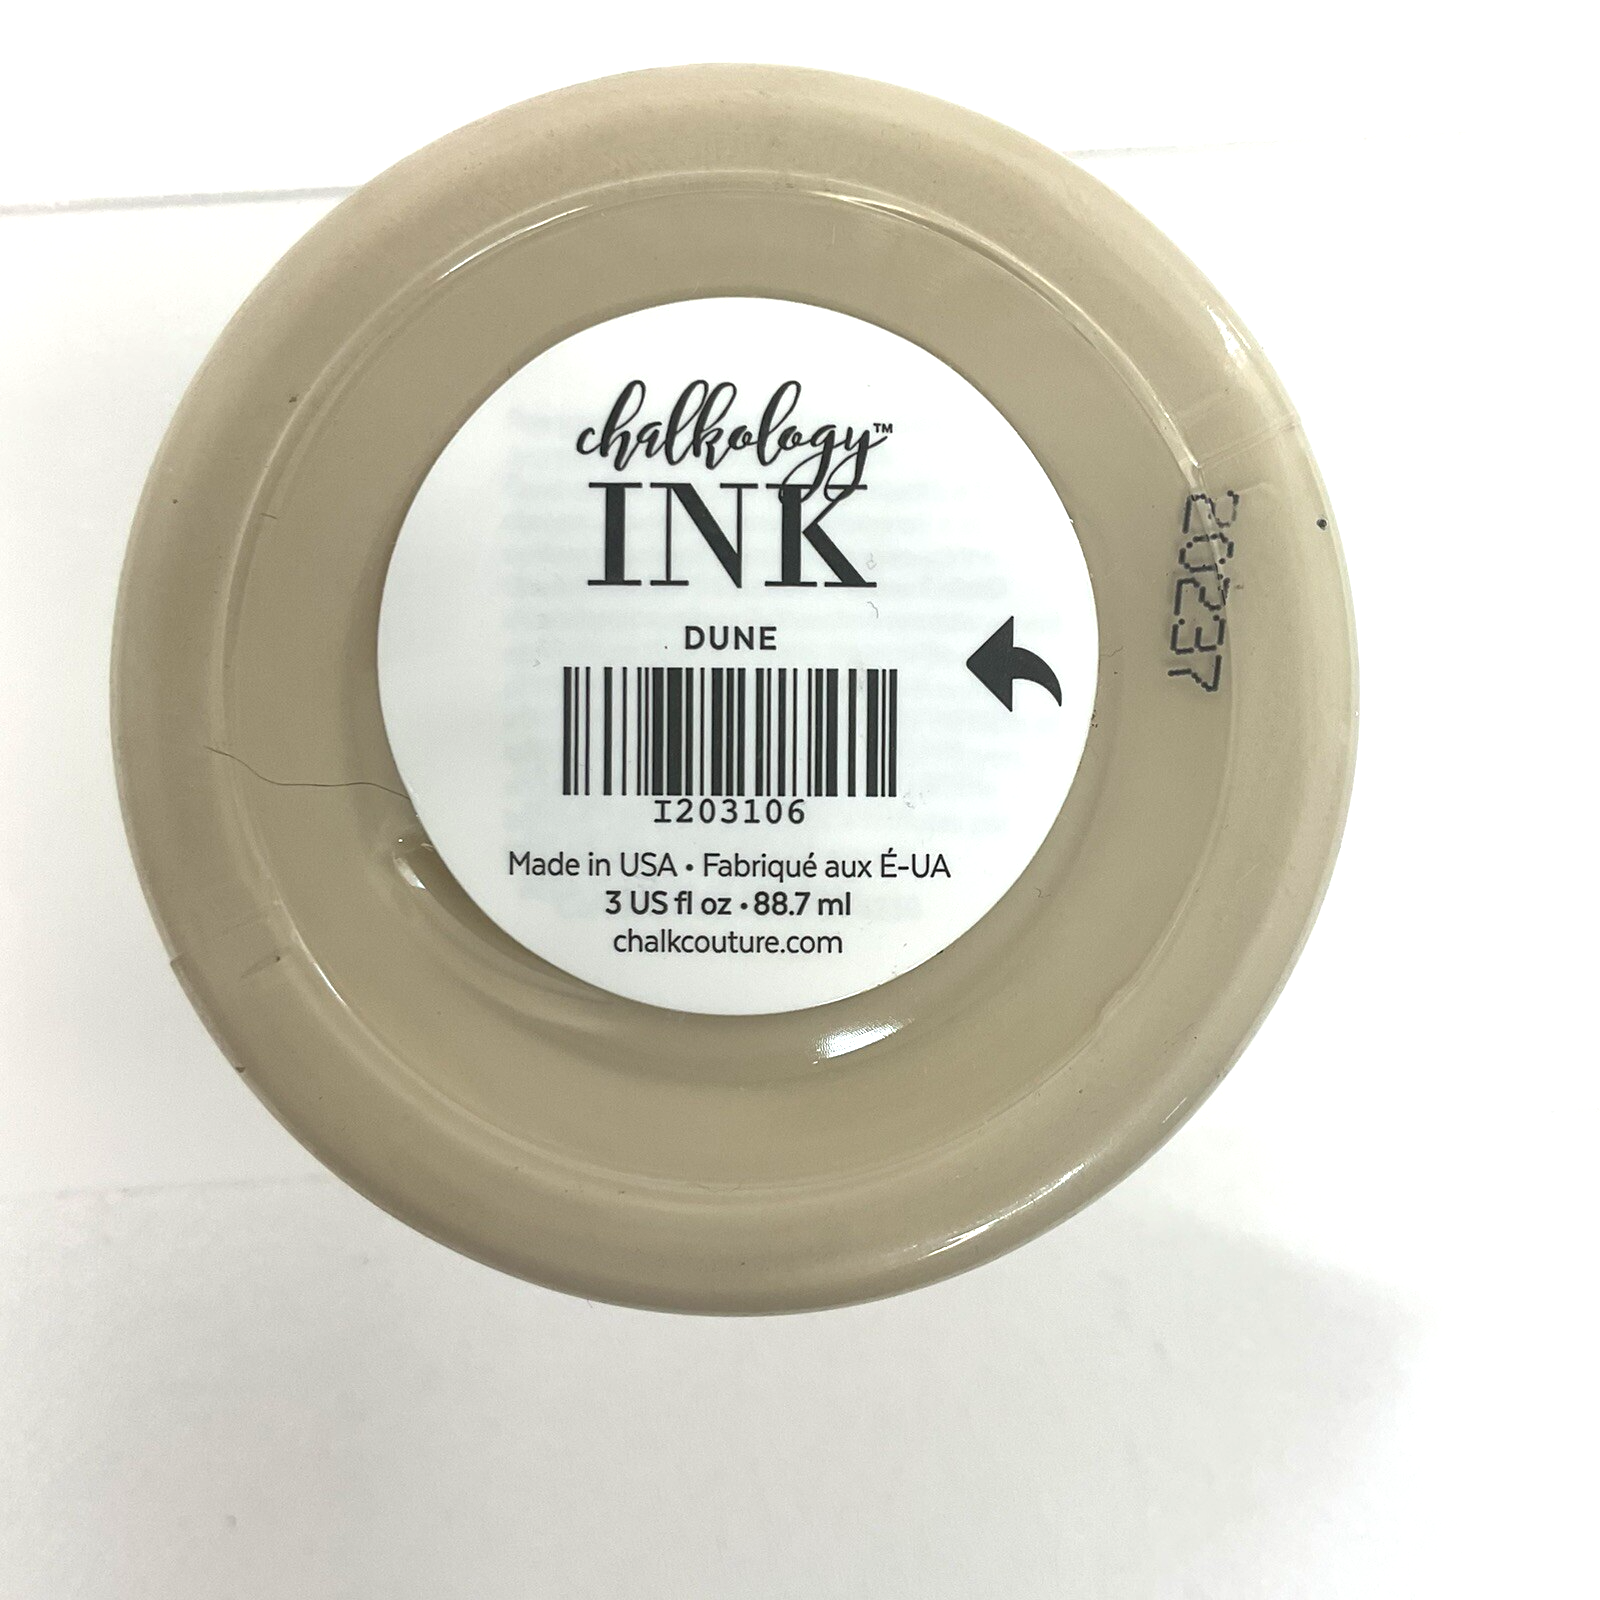 chalkology™
INK
DUNE
I203106
Made in USA • Fabriqué aux É-UA
3 US fl oz • 88.7 ml
chalkcouture.com
20237